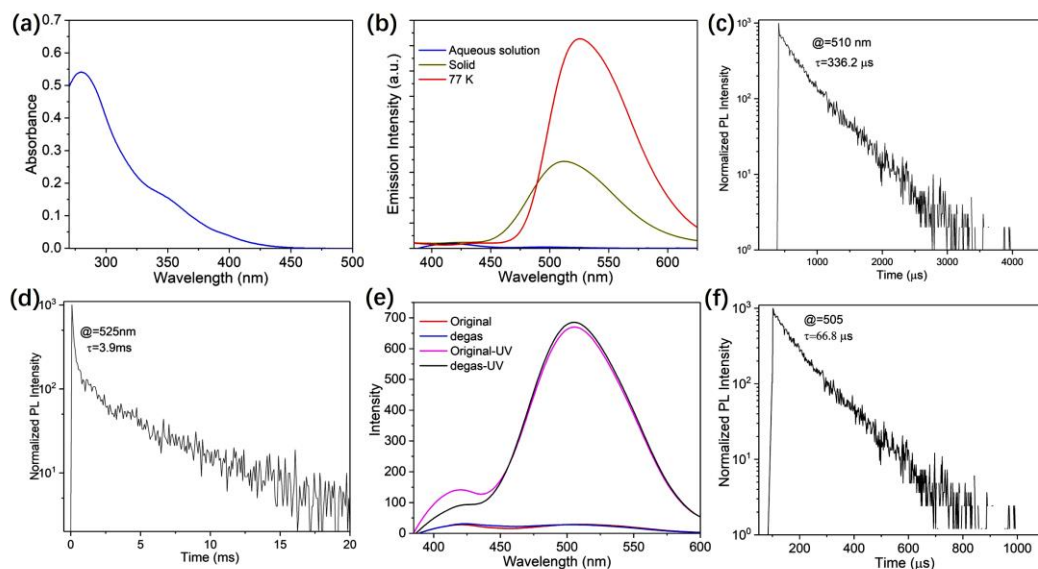 (a)
0.7
0.6
0.5
0.4
0.3
0.2
0.1
0.0
Absorbance
300 350 400 450 500
Wavelength (nm)
(b)
Aqueous solution
Solid
77 K
Emission Intensity (a.u.)
400 450 500 550 600
Wavelength (nm)
(c)
@=510 nm
τ=336.2 μs
10³
10²
10¹
10⁰
Normalized PL Intensity
1000 2000 3000 4000
Time (μs)
(d)
@=525nm
τ=3.9ms
10³
10²
10¹
Normalized PL Intensity
0 5 10 15 20
Time (ms)
(e)
Original
degas
Original-UV
degas-UV
700
600
500
400
300
200
100
0
Intensity
400 450 500 550 600
Wavelength (nm)
(f)
@=505
τ=66.8 μs
10³
10²
10¹
10⁰
Normalized PL Intensity
200 400 600 800 1000
Time (μs)